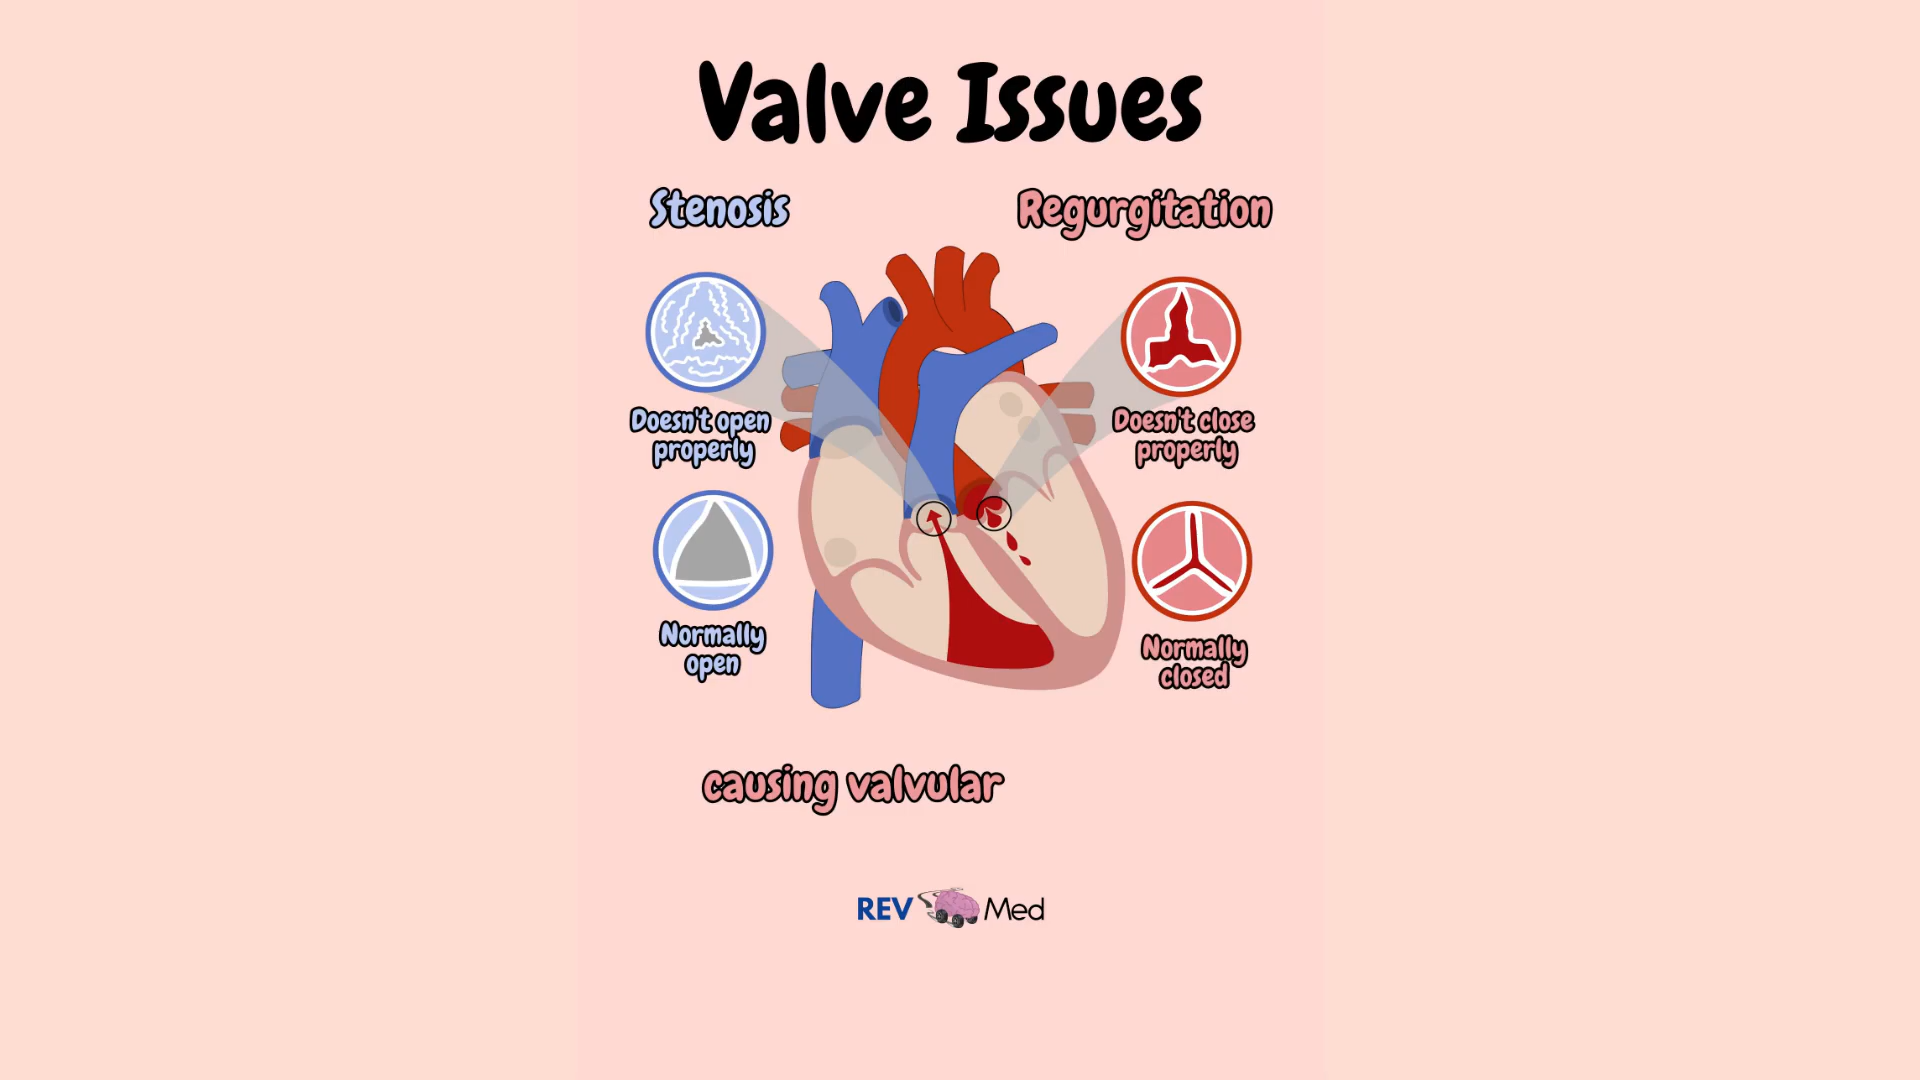 Valve Issues
Stenosis
Regurgitation
Doesn't open
properly
Doesn't close
properly
Normally
open
Normally
closed
causing valvular
REV Med